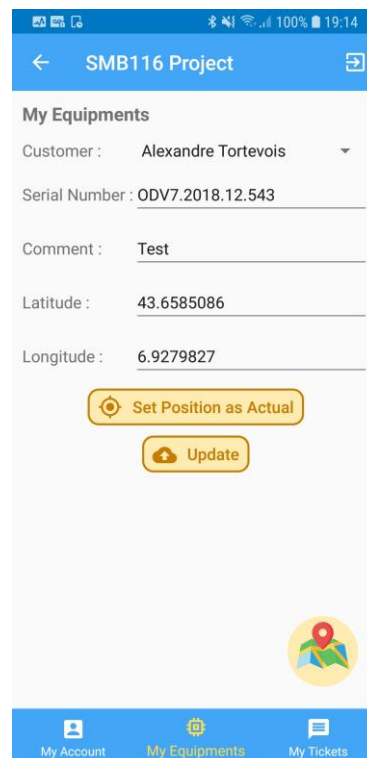 100% 19:14
SMB116 Project
My Equipments
Customer : Alexandre Tortevois
Serial Number : ODV7.2018.12.543
Comment : Test
Latitude : 43.6585086
Longitude : 6.9279827
Set Position as Actual
Update
My Account My Equipments My Tickets